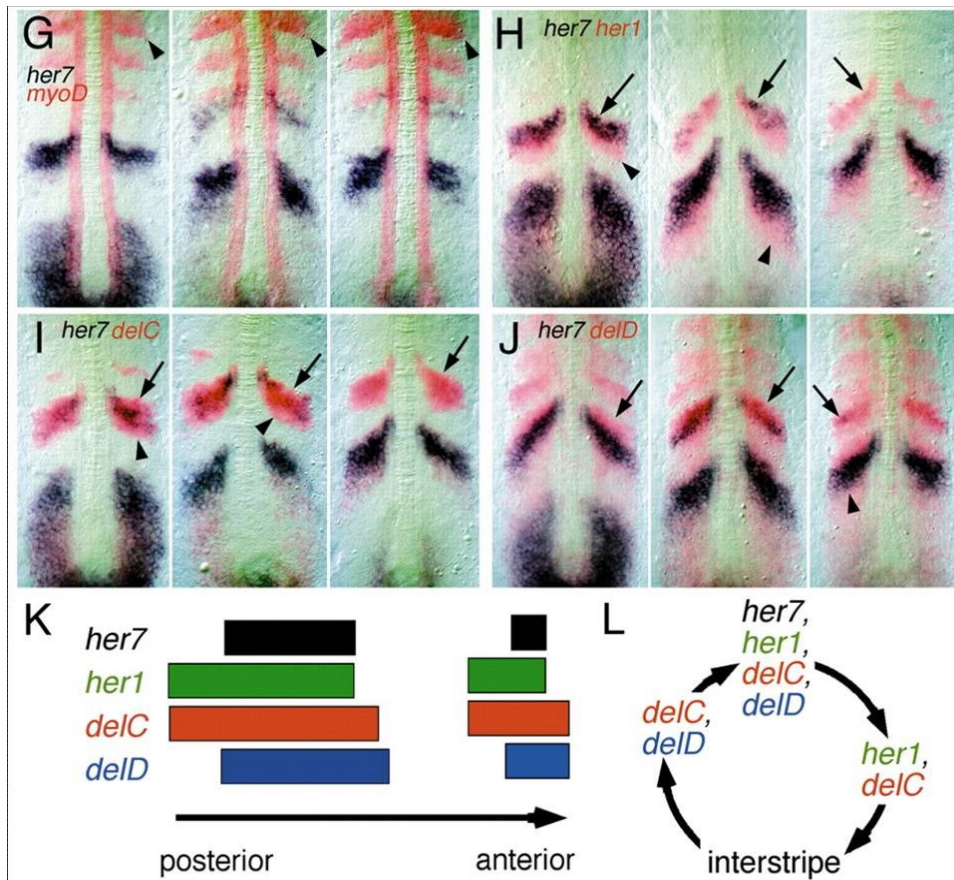 G
her7
myoD
H
her7 her1
I
her7 delC
J
her7 delD
K
her7
her1
delC
delD
posterior
anterior
L
her7,
her1,
delC,
delD
delC,
delD
her1,
delC
interstripe